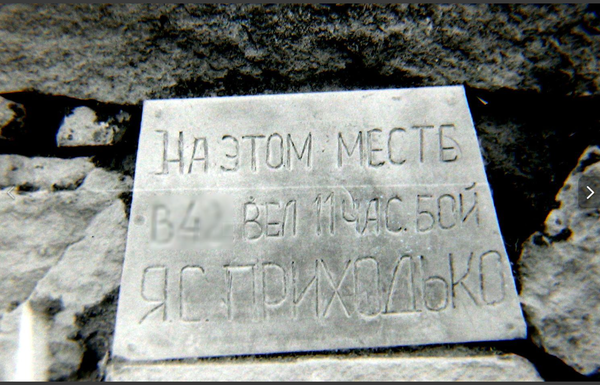 НА ЭТОМ МЕСТЕ
ВЕЛ 11 ЧАС. БОЙ
Я.С. ПРИХОДЬКО